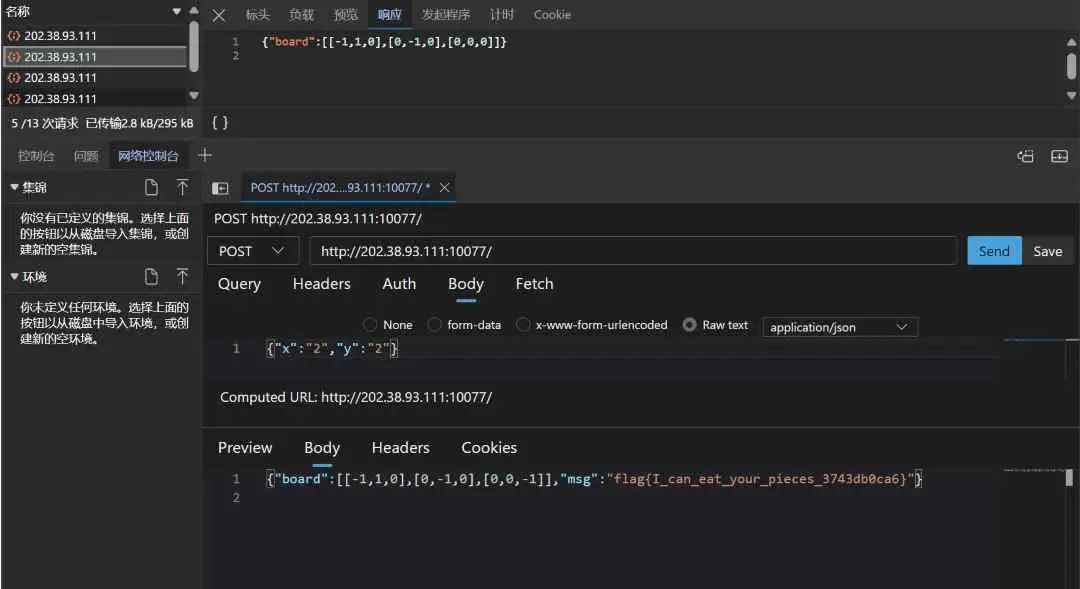 名称
202.38.93.111
202.38.93.111
202.38.93.111
202.38.93.111
5 /13 次请求 已传输2.8 kB/295 kB
标头 负载 预览 响应 发起程序 计时 Cookie
1 {"board":[[-1,1,0],[0,-1,0],[0,0,0]]}
2
{ }
控制台 问题 网络控制台
集锦
你没有已定义的集锦。选择上面
的按钮以从磁盘导入集锦，或创
建新的空集锦。
环境
你未定义任何环境。选择上面的
按钮以从磁盘中导入环境，或创
建新的空环境。
POST http://202....93.111:10077/ *
POST http://202.38.93.111:10077/
POST http://202.38.93.111:10077/ Send Save
Query Headers Auth Body Fetch
None form-data x-www-form-urlencoded Raw text application/json
1 {"x":"2","y":"2"}
Computed URL: http://202.38.93.111:10077/
Preview Body Headers Cookies
1 {"board":[[-1,1,0],[0,-1,0],[0,0,-1]],"msg":"flag{I_can_eat_your_pieces_3743db0ca6}"}
2